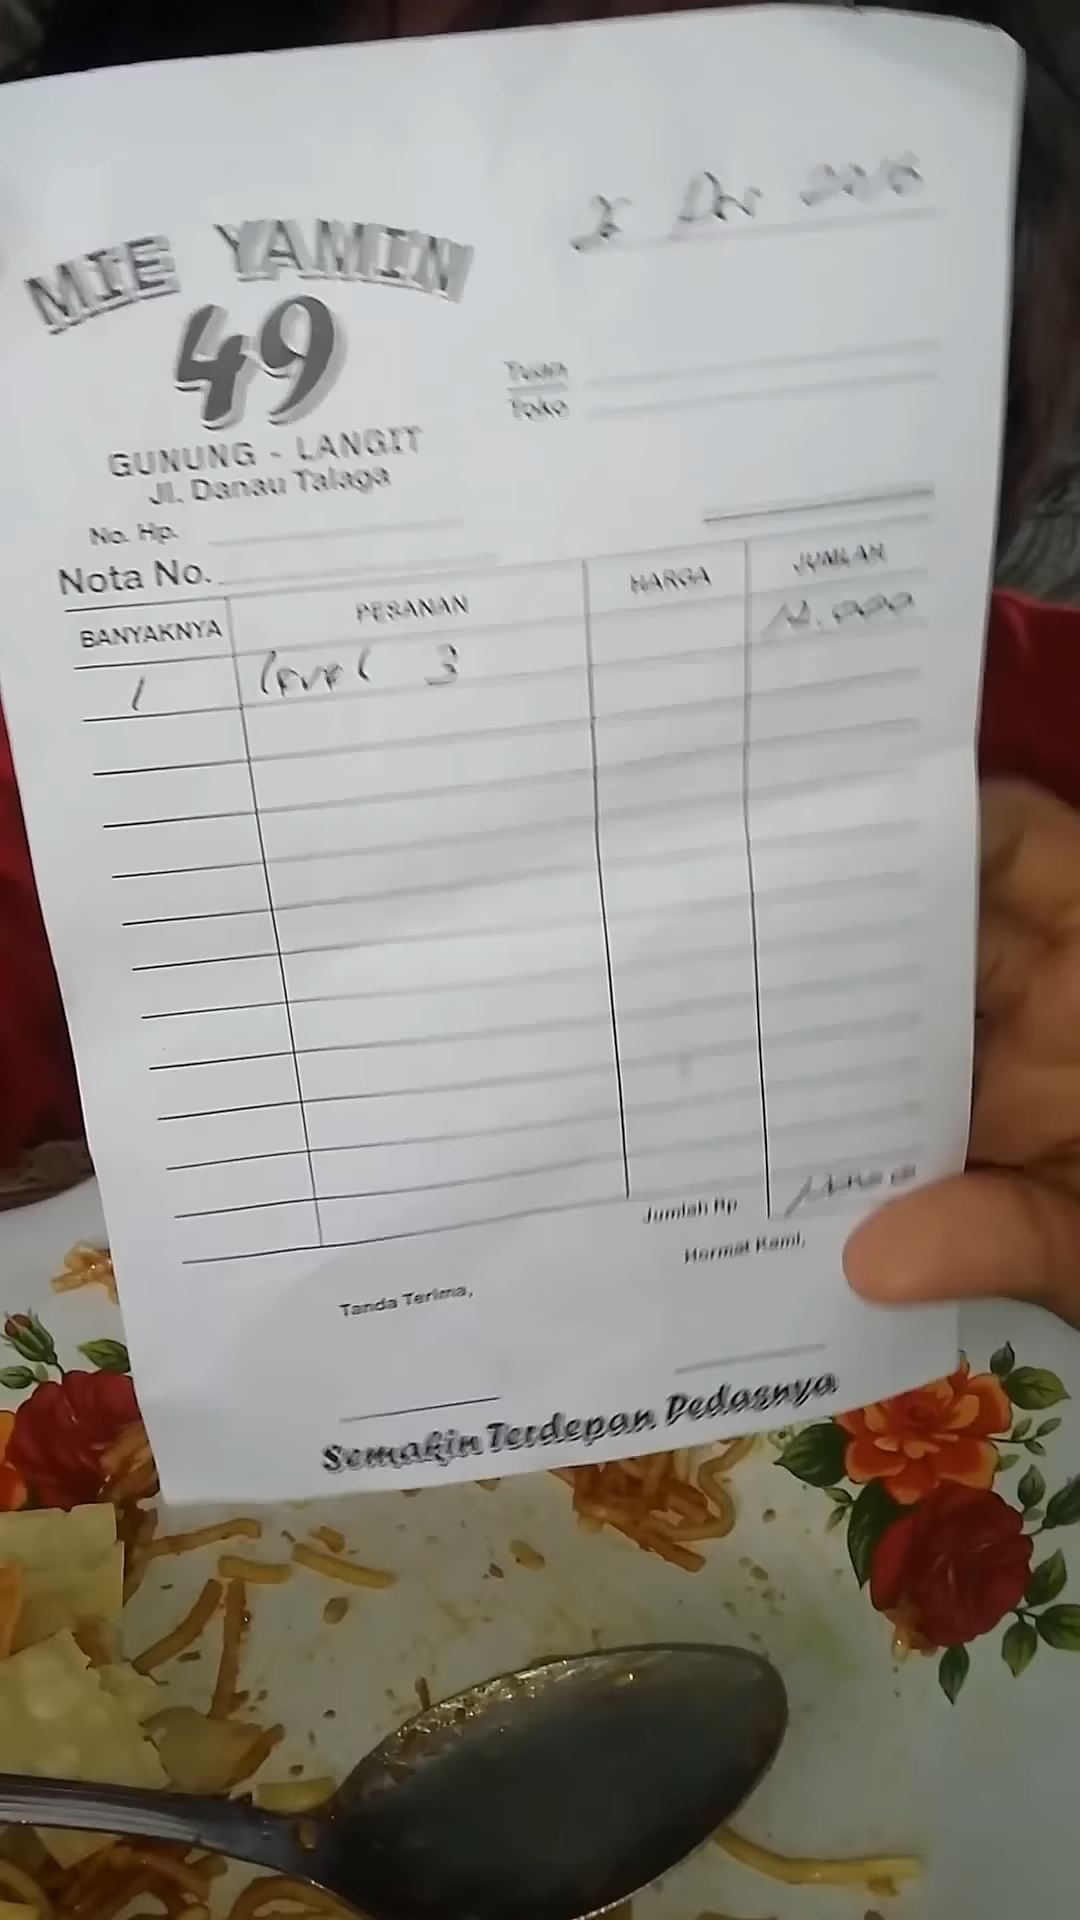 MIE YAMIN
49
GUNUNG - LANGIT
Jl. Danau Talaga
No. Hp.
Nota No.
Tuan
Toko
BANYAKNYA PESANAN HARGA JUMLAH
1 level 3
Jumlah Rp
Tanda Terima,
Hormat Kami,
Semakin Terdepan Pedasnya